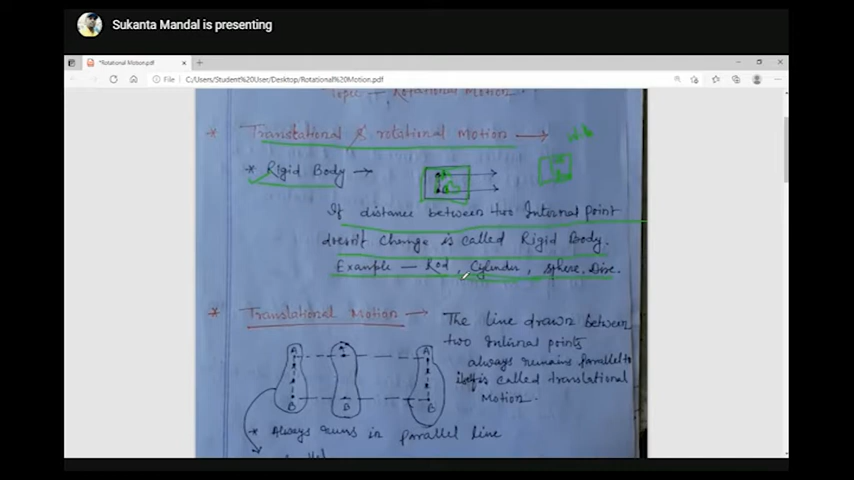 Sukanta Mandal is presenting
*Rotational Motion.pdf
File C:/Users/Student%20User/Desktop/Rotational%20Motion.pdf
Topic - Rotational Motion.
* Translational & rotational Motion →
* Rigid Body →
If distance between two Internal point
doesn't change is called Rigid Body.
Example — Rod, Cylinder, Sphere, Disc.
* Translational Motion →
The line drawn between
two Internal points
always remains parallel to
itself is called translational
Motion.
A A A
B B B
* Always runs in parallel line